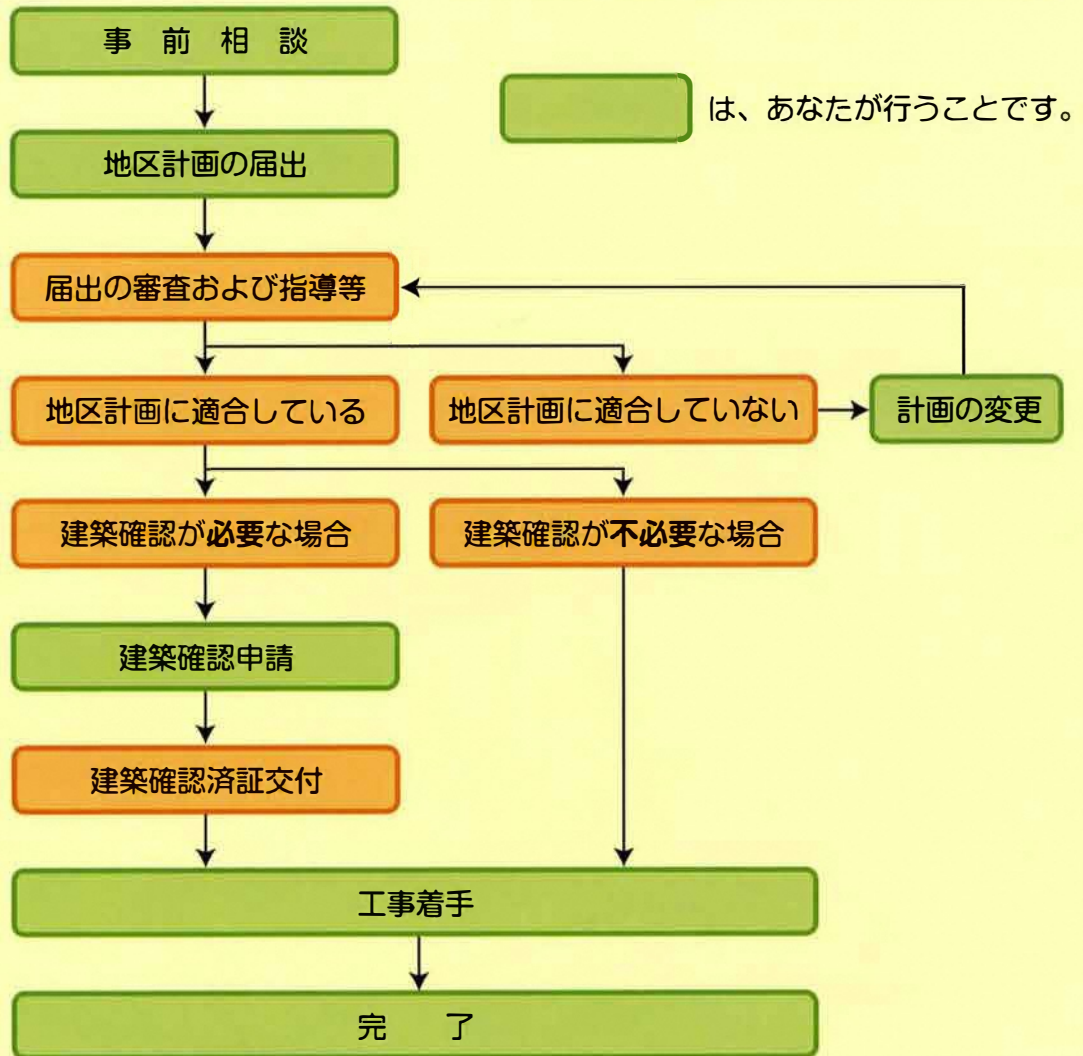 事 前 相 談
は、あなたが行うことです。
地区計画の届出
届出の審査および指導等
地区計画に適合している
地区計画に適合していない
計画の変更
建築確認が必要な場合
建築確認が不必要な場合
建築確認申請
建築確認済証交付
工事着手
完 了